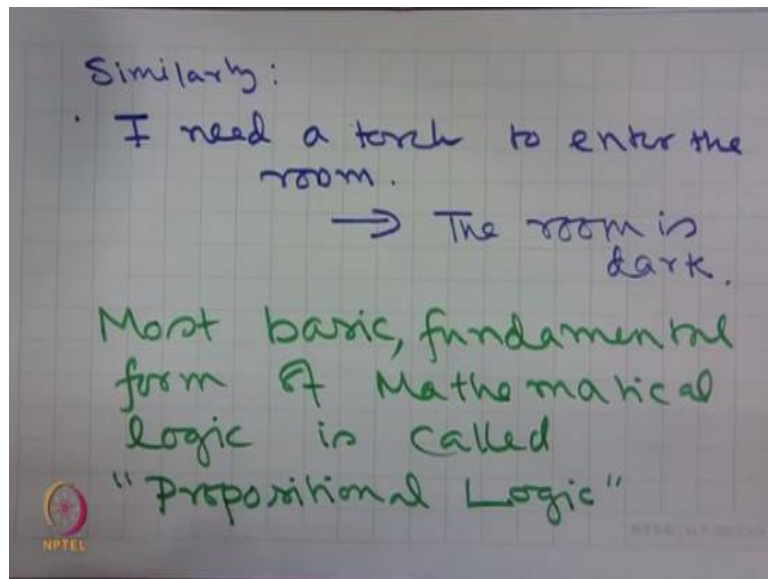 Similarly:
I need a torch to enter the
room.
→ The room is
dark.
Most basic, fundamental
form of Mathematical
logic is called
"Propositional Logic"
NPTEL